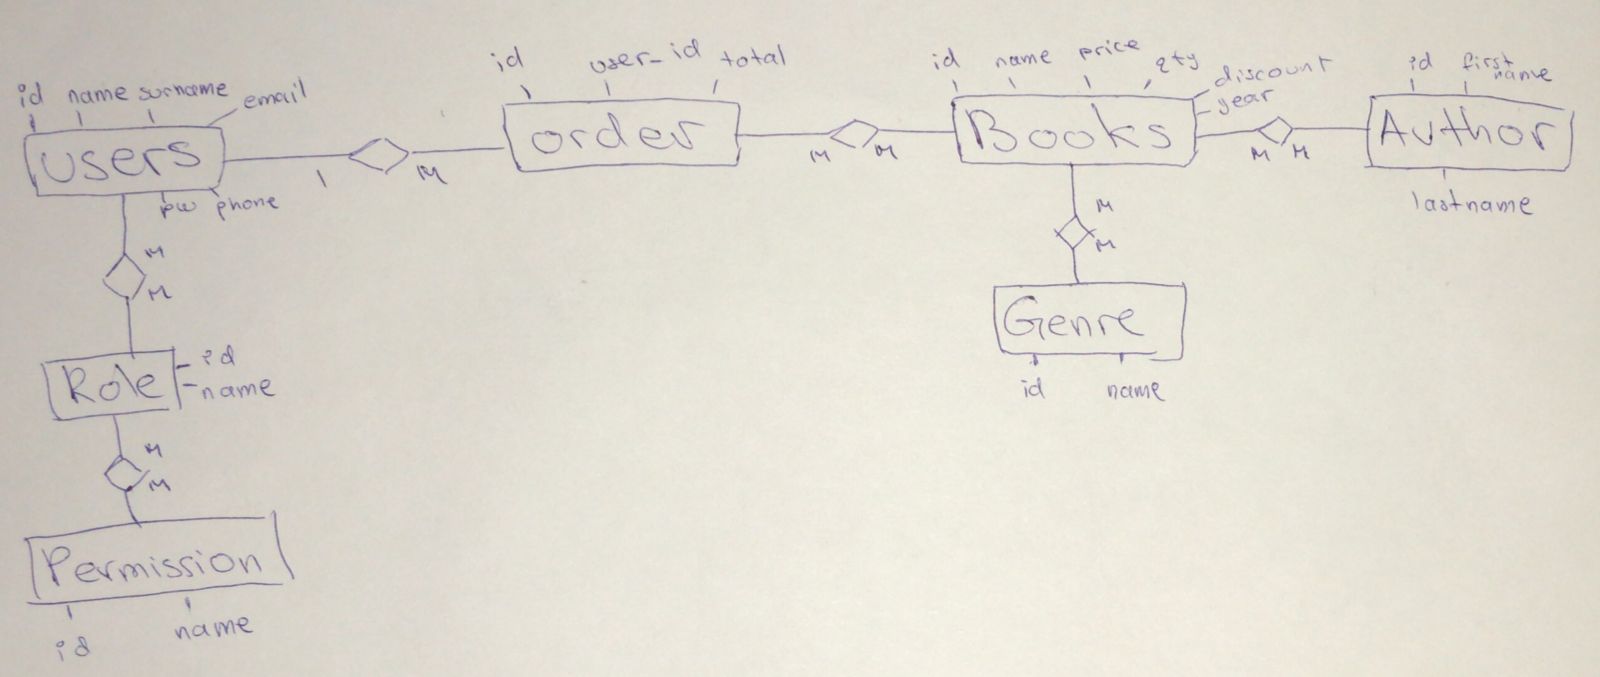 id name surname email
users
pw phone
1
M
id user_id total
order
M M
id name price qty discount
year
Books
M M
id first
name
Author
lastname
M
M
Genre
id name
M
M
Role
id
name
M
M
Permission
id name